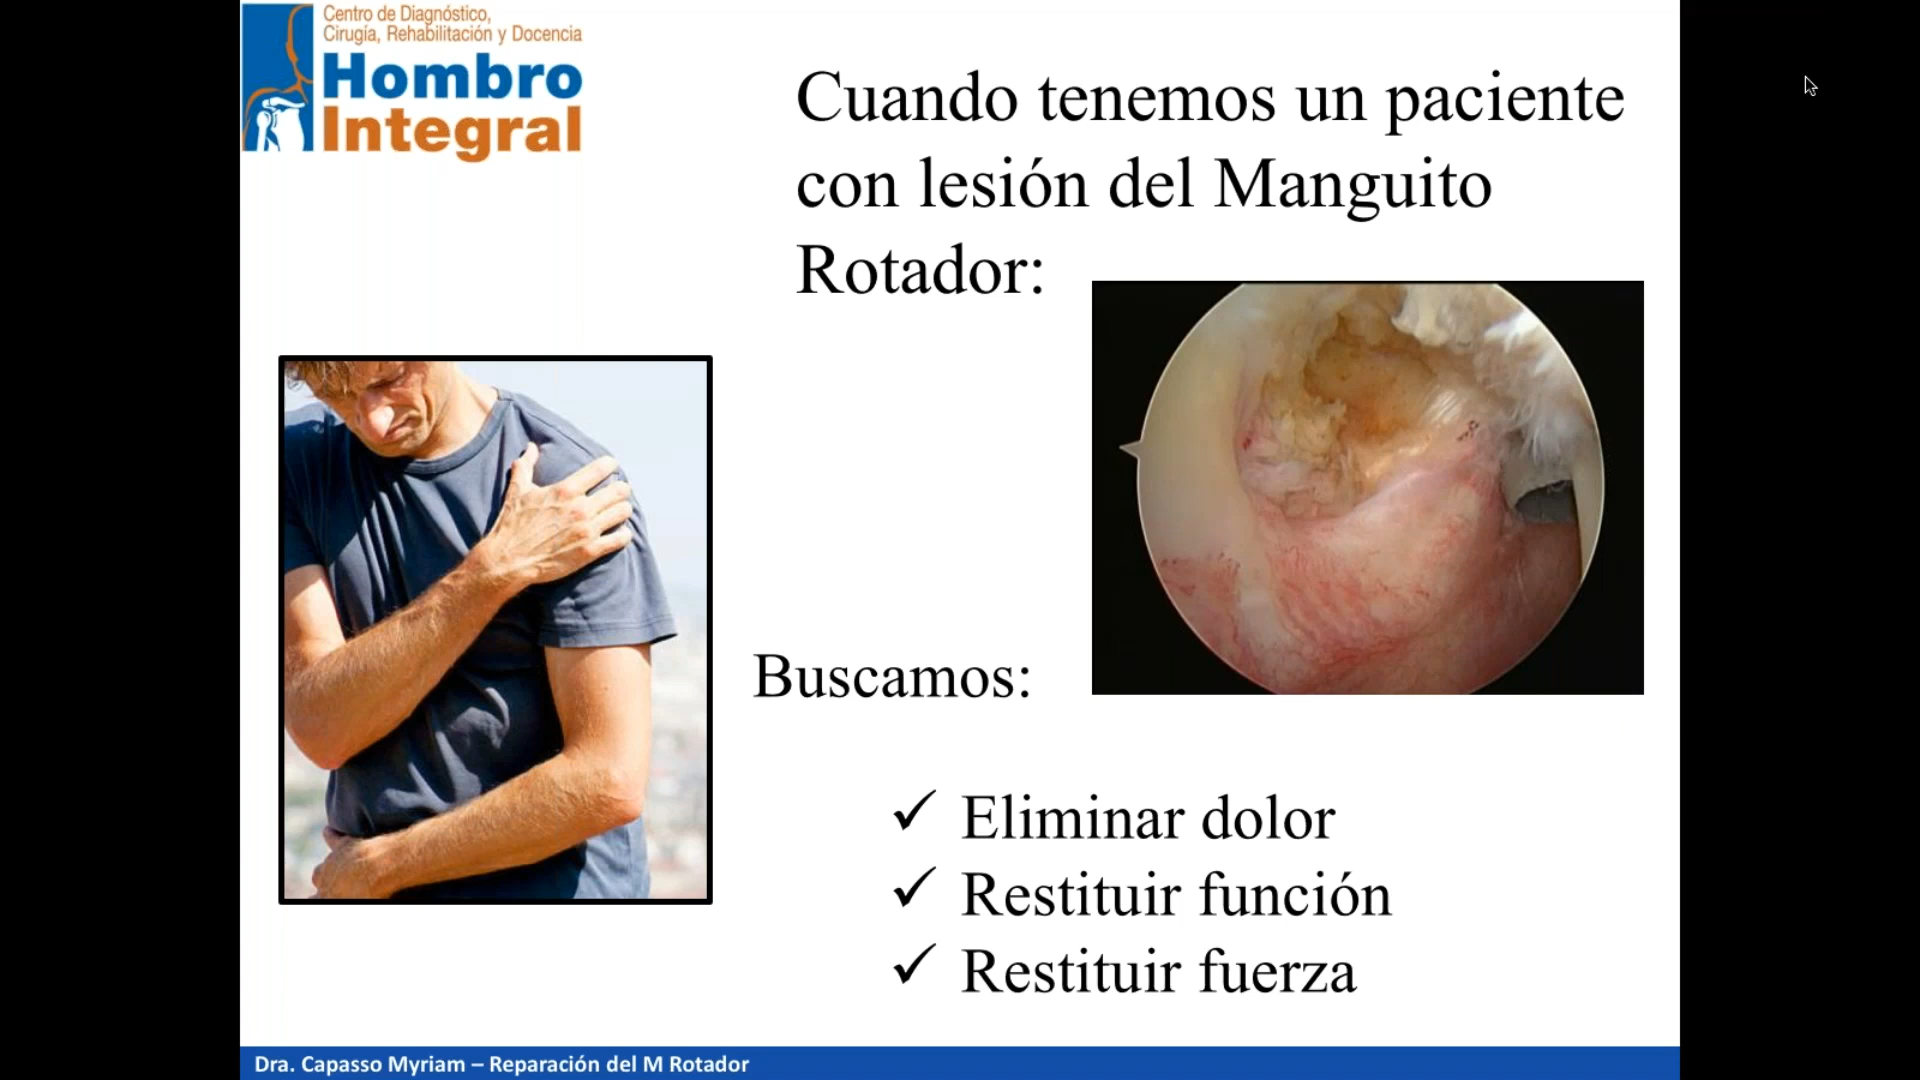 Centro de Diagnóstico,
Cirugía, Rehabilitación y Docencia
Hombro
Integral
Cuando tenemos un paciente
con lesión del Manguito
Rotador:
Buscamos:
✓ Eliminar dolor
✓ Restituir función
✓ Restituir fuerza
Dra. Capasso Myriam – Reparación del M Rotador